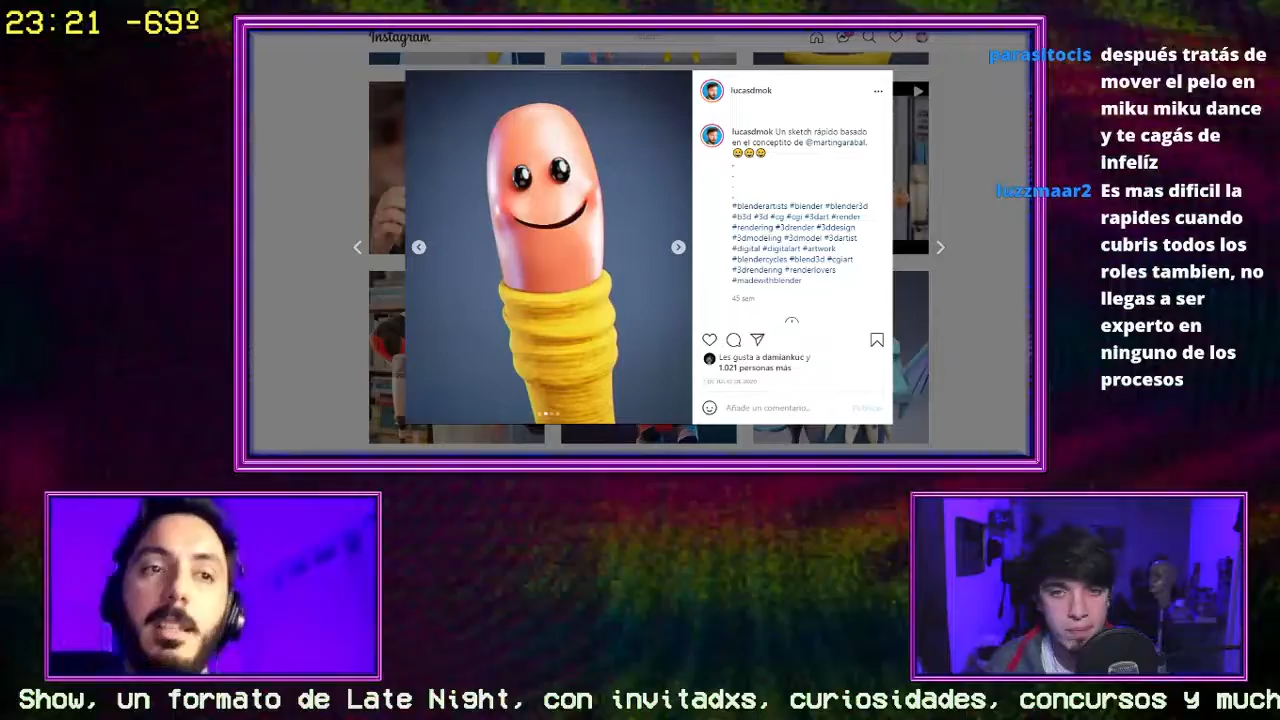 23:21 -69º
Instagram
lucasdmok
lucasdmok Un sketch rápido basado
en el conceptito de @martingarabal.
😄😄😄
.
.
.
.
#blenderartists #blender #blender3d
#b3d #3d #cg #cgi #3dart #render
#rendering #3drender #3ddesign
#3dmodeling #3dmodel #3dartist
#digital #digitalart #artwork
#blendercycles #blend3d #cgiart
#3drendering #renderlovers
#madewithblender
45 sem
Les gusta a damiankuc y
1.021 personas más
Añade un comentario...
Publicar
parasitocis después tratás de
mover el pelo en
miku miku dance
y te cagás de
infelíz
luzzmaar2 Es mas dificil la
rapides cuando
cubris todos los
roles tambien, no
llegas a ser
experto en
ninguno de los
procesos
Show, un formato de Late Night, con invitadxs, curiosidades, concursos y much